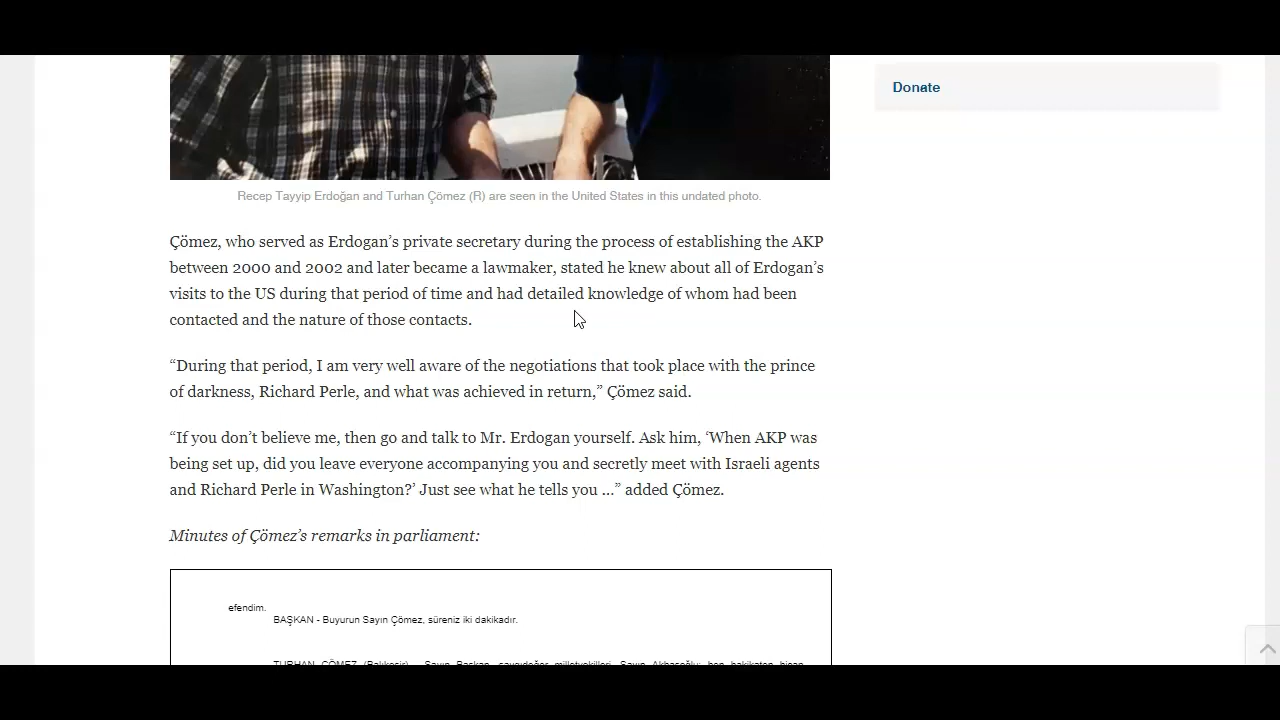 Donate
Recep Tayyip Erdoğan and Turhan Çömez (R) are seen in the United States in this undated photo.
Çömez, who served as Erdogan’s private secretary during the process of establishing the AKP
between 2000 and 2002 and later became a lawmaker, stated he knew about all of Erdogan’s
visits to the US during that period of time and had detailed knowledge of whom had been
contacted and the nature of those contacts.
“During that period, I am very well aware of the negotiations that took place with the prince
of darkness, Richard Perle, and what was achieved in return,” Çömez said.
“If you don’t believe me, then go and talk to Mr. Erdogan yourself. Ask him, ‘When AKP was
being set up, did you leave everyone accompanying you and secretly meet with Israeli agents
and Richard Perle in Washington?’ Just see what he tells you …” added Çömez.
Minutes of Çömez’s remarks in parliament:
efendim.
BAŞKAN - Buyurun Sayın Çömez, süreniz iki dakikadır.
TURHAN ÇÖMEZ (Balıkesir) - Sayın Başkan, saygıdeğer milletvekilleri, Sayın